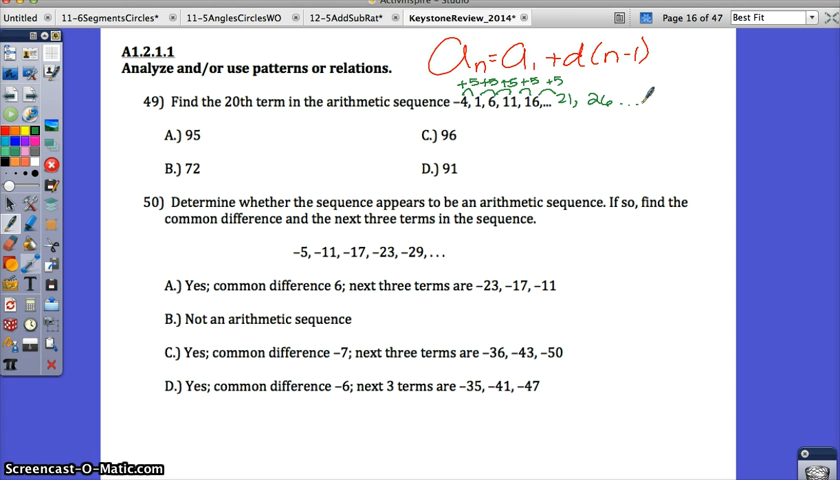 ActivInspire - Studio
Untitled 11-6SegmentsCircles* 11-5AnglesCirclesWO 12-5AddSubRat* KeystoneReview_2014* Page 16 of 47 Best Fit
A1.2.1.1
Analyze and/or use patterns or relations.
aₙ = a₁ + d(n-1)
+5 +5 +5 +5 +5
49) Find the 20th term in the arithmetic sequence –4, 1, 6, 11, 16,... 21, 26 ...
A.) 95 C.) 96
B.) 72 D.) 91
50) Determine whether the sequence appears to be an arithmetic sequence. If so, find the
common difference and the next three terms in the sequence.
–5, –11, –17, –23, –29, . . .
A.) Yes; common difference 6; next three terms are –23, –17, –11
B.) Not an arithmetic sequence
C.) Yes; common difference –7; next three terms are –36, –43, –50
D.) Yes; common difference –6; next 3 terms are –35, –41, –47
Screencast-O-Matic.com